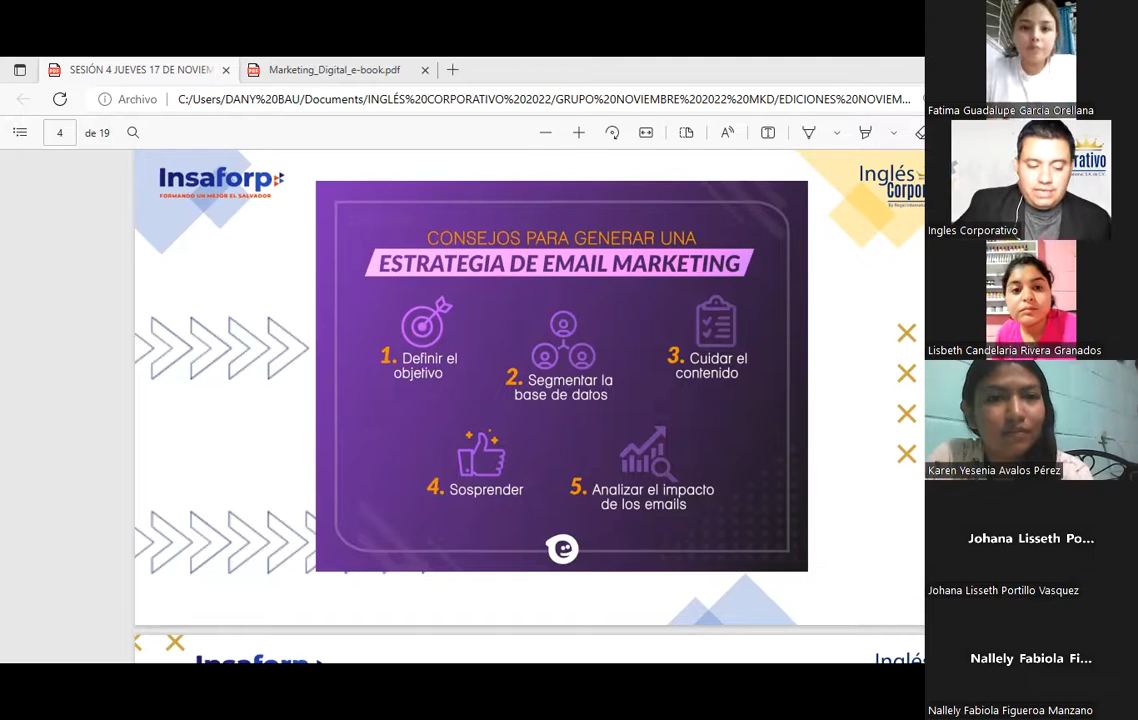 SESIÓN 4 JUEVES 17 DE NOVIEM
Marketing_Digital_e-book.pdf
Archivo
C:/Users/DANY%20BAU/Documents/INGLÉS%20CORPORATIVO%202022/GRUPO%20NOVIEMBRE%202022%20MKD/EDICIONES%20NOVIEM...
4
de 19
Insaforp
FORMANDO UN MEJOR EL SALVADOR
Inglés
Corpor
CONSEJOS PARA GENERAR UNA
ESTRATEGIA DE EMAIL MARKETING
1. Definir el
objetivo
2. Segmentar la
base de datos
3. Cuidar el
contenido
4. Sosprender
5. Analizar el impacto
de los emails
Insaforp
Inglés
Fatima Guadalupe García Orellana
Ingles Corporativo
Lisbeth Candelaria Rivera Granados
Karen Yesenia Avalos Pérez
Johana Lisseth Po...
Johana Lisseth Portillo Vasquez
Nallely Fabiola Fi...
Nallely Fabiola Figueroa Manzano